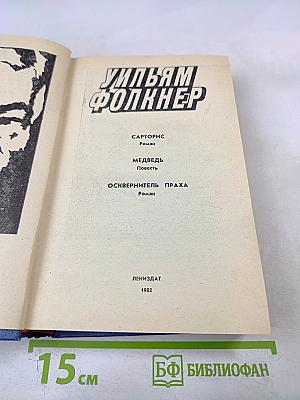 УИЛЬЯМ
ФОЛКНЕР
САРТОРИС
Роман
МЕДВЕДЬ
Повесть
ОСКВЕРНИТЕЛЬ ПРАХА
Роман
ЛЕНИЗДАТ
1982
15 см
БФ БИБЛИОФАН